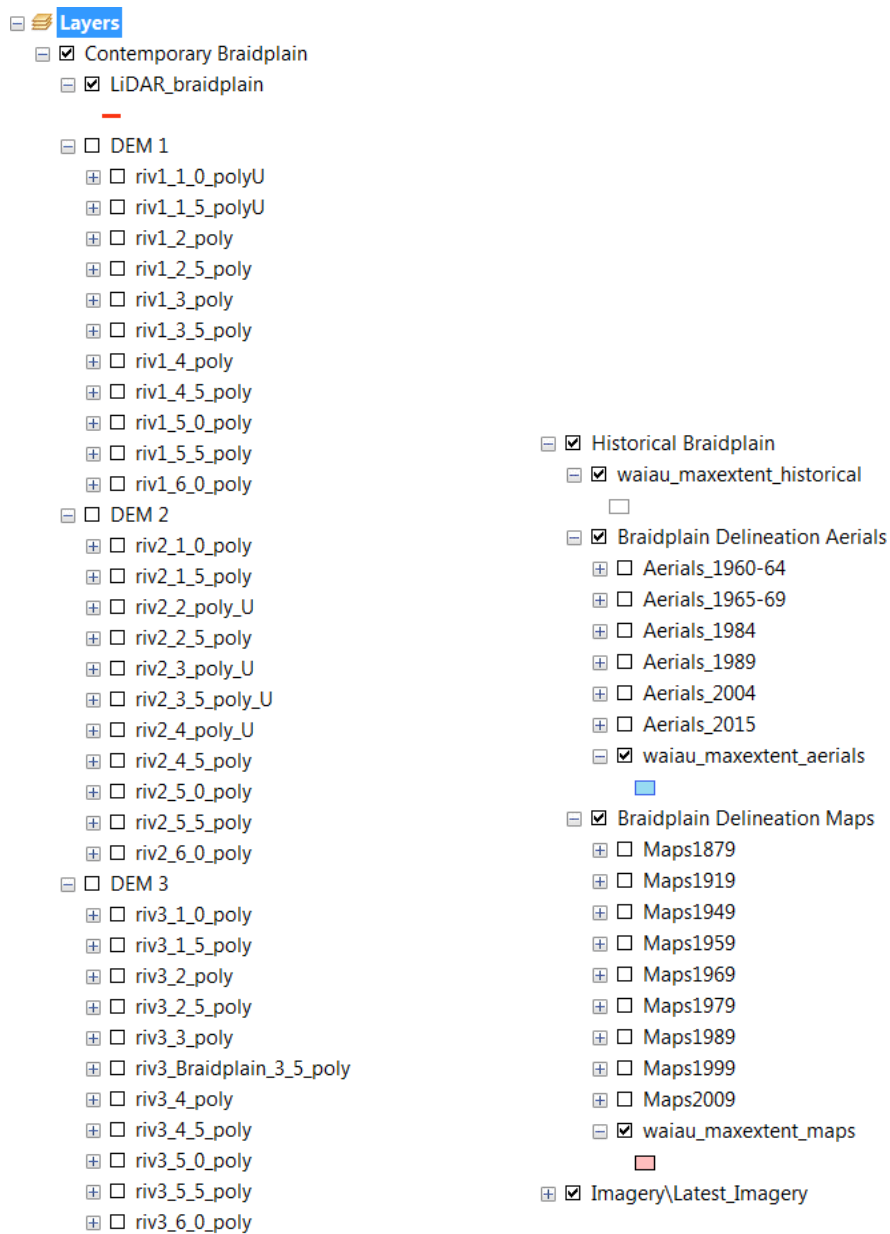 Layers
Contemporary Braidplain
LiDAR_braidplain
DEM 1
riv1_1_0_polyU
riv1_1_5_polyU
riv1_2_poly
riv1_2_5_poly
riv1_3_poly
riv1_3_5_poly
riv1_4_poly
riv1_4_5_poly
riv1_5_0_poly
riv1_5_5_poly
riv1_6_0_poly
DEM 2
riv2_1_0_poly
riv2_1_5_poly
riv2_2_poly_U
riv2_2_5_poly
riv2_3_poly_U
riv2_3_5_poly_U
riv2_4_poly_U
riv2_4_5_poly
riv2_5_0_poly
riv2_5_5_poly
riv2_6_0_poly
DEM 3
riv3_1_0_poly
riv3_1_5_poly
riv3_2_poly
riv3_2_5_poly
riv3_3_poly
riv3_Braidplain_3_5_poly
riv3_4_poly
riv3_4_5_poly
riv3_5_0_poly
riv3_5_5_poly
riv3_6_0_poly
Historical Braidplain
waiau_maxextent_historical
Braidplain Delineation Aerials
Aerials_1960-64
Aerials_1965-69
Aerials_1984
Aerials_1989
Aerials_2004
Aerials_2015
waiau_maxextent_aerials
Braidplain Delineation Maps
Maps1879
Maps1919
Maps1949
Maps1959
Maps1969
Maps1979
Maps1989
Maps1999
Maps2009
waiau_maxextent_maps
Imagery\Latest_Imagery